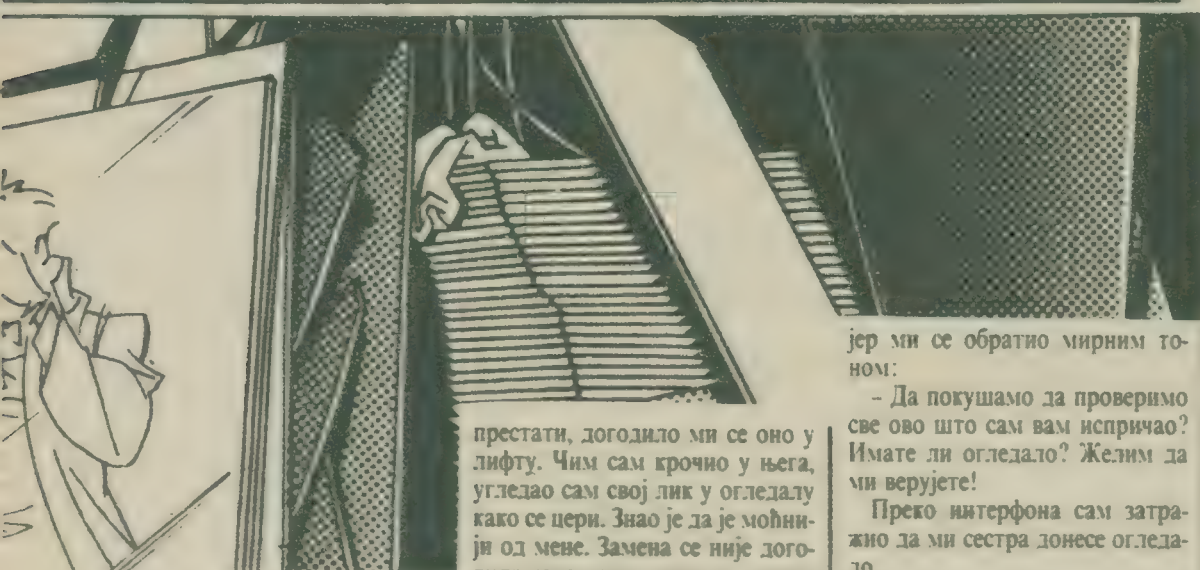 престати, догодило ми се оно у
лифту. Чим сам крочио у њега,
угледао сам свој лик у огледалу
како се цери. Знао је да је моћни-
ји од мене. Замена се није дого-
јер ми се обратио мирним то-
ном:
– Да покушамо да проверимо
све ово што сам вам испричао?
Имате ли огледало? Желим да
ми верујете!
Преко интерфона сам затра-
жио да ми сестра донесе огледа-
ло